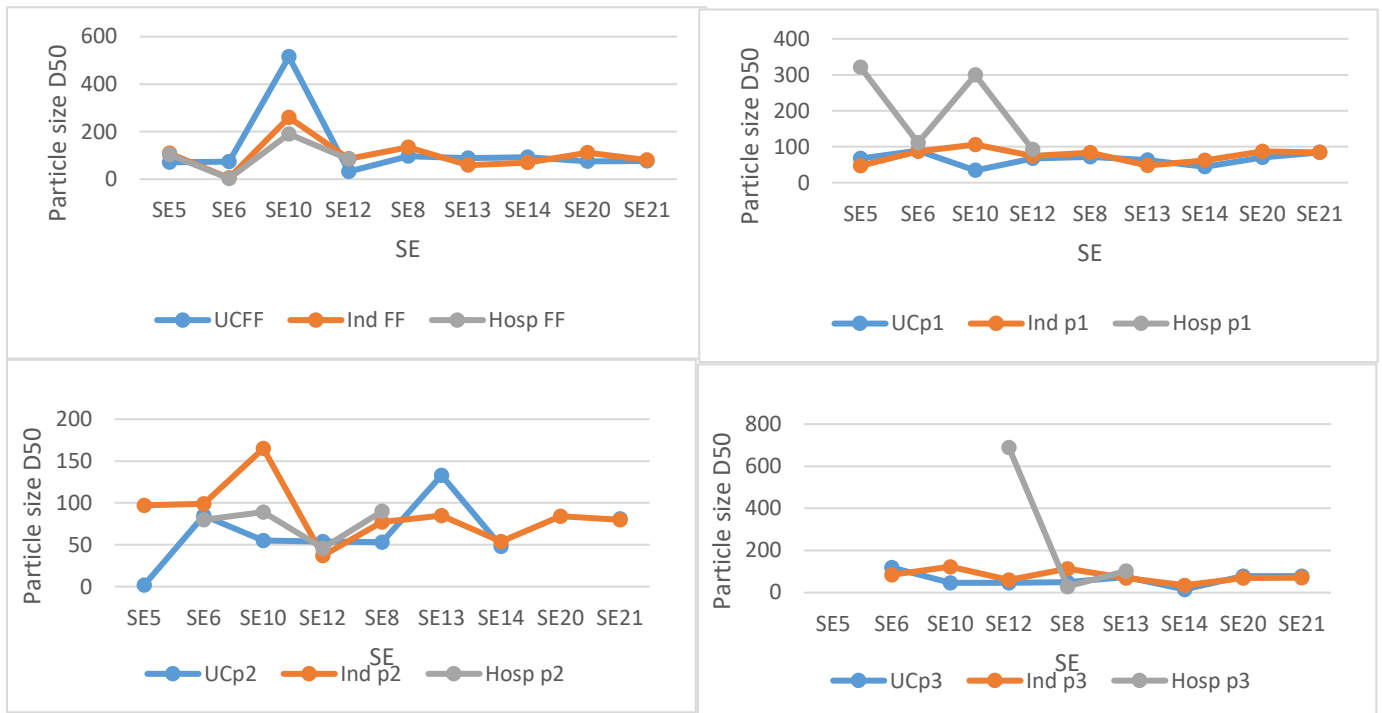 Particle size D50
600
400
200
0
SE5 SE6 SE10 SE12 SE8 SE13 SE14 SE20 SE21
SE
UCFF Ind FF Hosp FF
Particle size D50
400
300
200
100
0
SE5 SE6 SE10 SE12 SE8 SE13 SE14 SE20 SE21
SE
UCp1 Ind p1 Hosp p1
Particle size D50
200
150
100
50
0
SE5 SE6 SE10 SE12 SE8 SE13 SE14 SE20 SE21
SE
UCp2 Ind p2 Hosp p2
Particle size D50
800
600
400
200
0
SE5 SE6 SE10 SE12 SE8 SE13 SE14 SE20 SE21
SE
UCp3 Ind p3 Hosp p3